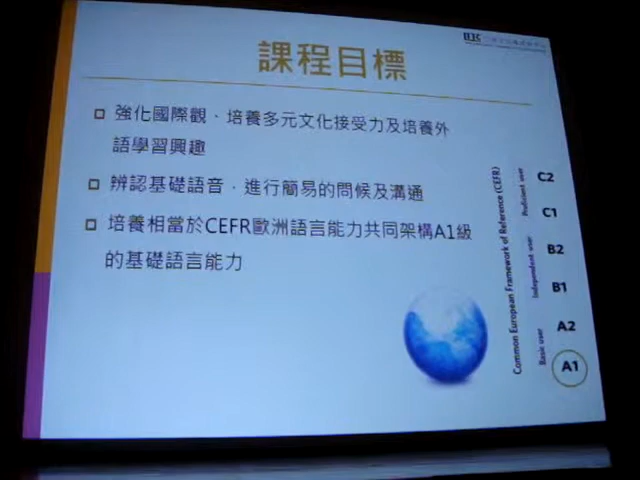 課程目標
強化國際觀．培養多元文化接受力及培養外
語學習興趣
辨認基礎語音．進行簡易的問候及溝通
培養相當於CEFR歐洲語言能力共同架構A1級
的基礎語言能力
Common European Framework of Reference (CEFR)
Proficient user
C2
C1
Independent user
B2
B1
Basic user
A2
A1